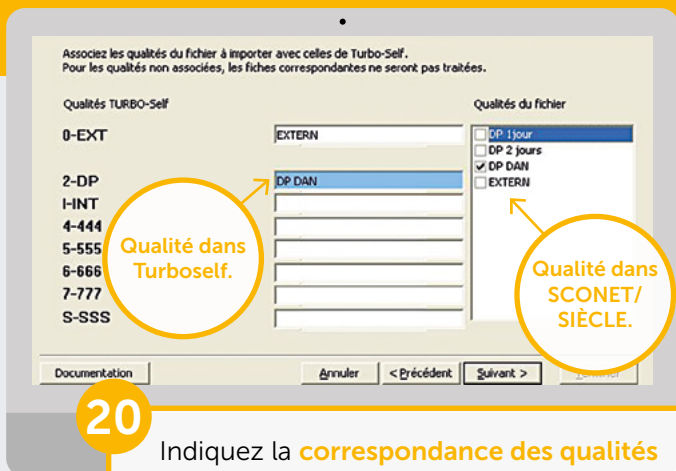 Associez les qualités du fichier à importer avec celles de Turbo-Self.
Pour les qualités non associées, les fiches correspondantes ne seront pas traitées.
Qualités TURBO-Self
Qualités du fichier
0-EXT
EXTERN
DP 1jour
DP 2 jours
DP DAN
EXTERN
2-DP
DP DAN
I-INT
4-444
5-555
6-666
7-777
S-SSS
Qualité dans
Turboself.
Qualité dans
SCONET/
SIÈCLE.
Documentation
Annuler
< Précédent
Suivant >
20
Indiquez la correspondance des qualités